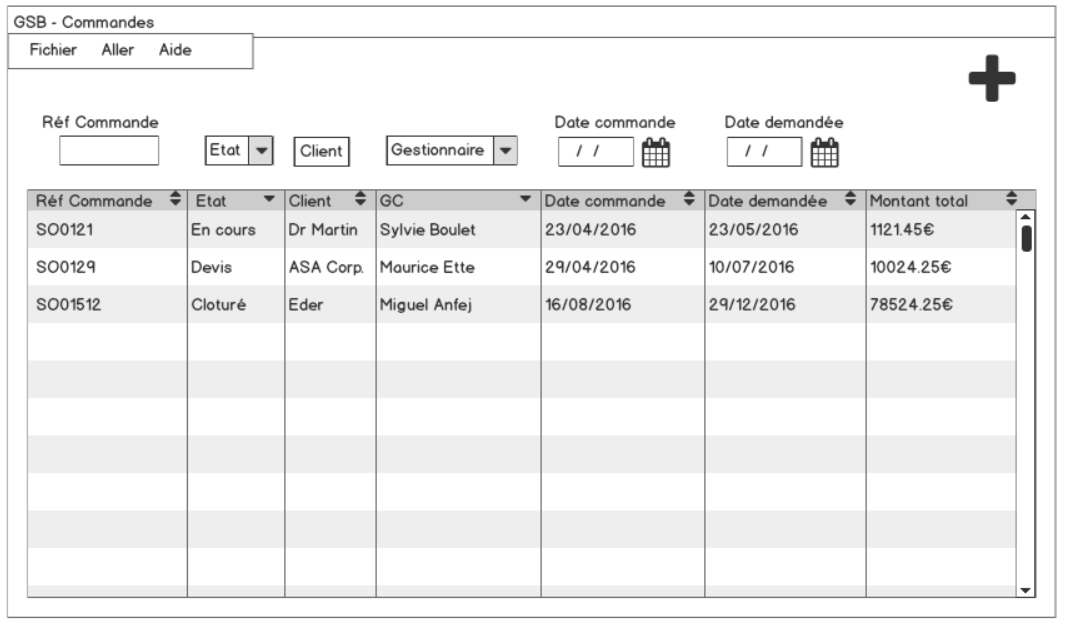 GSB - Commandes
Fichier Aller Aide
Réf Commande Date commande Date demandée
Etat Client Gestionnaire / / / /
Réf Commande Etat Client GC Date commande Date demandée Montant total
SO0121 En cours Dr Martin Sylvie Boulet 23/04/2016 23/05/2016 1121.45€
SO0129 Devis ASA Corp. Maurice Ette 29/04/2016 10/07/2016 10024.25€
SO01512 Cloturé Eder Miguel Anfej 16/08/2016 29/12/2016 78524.25€